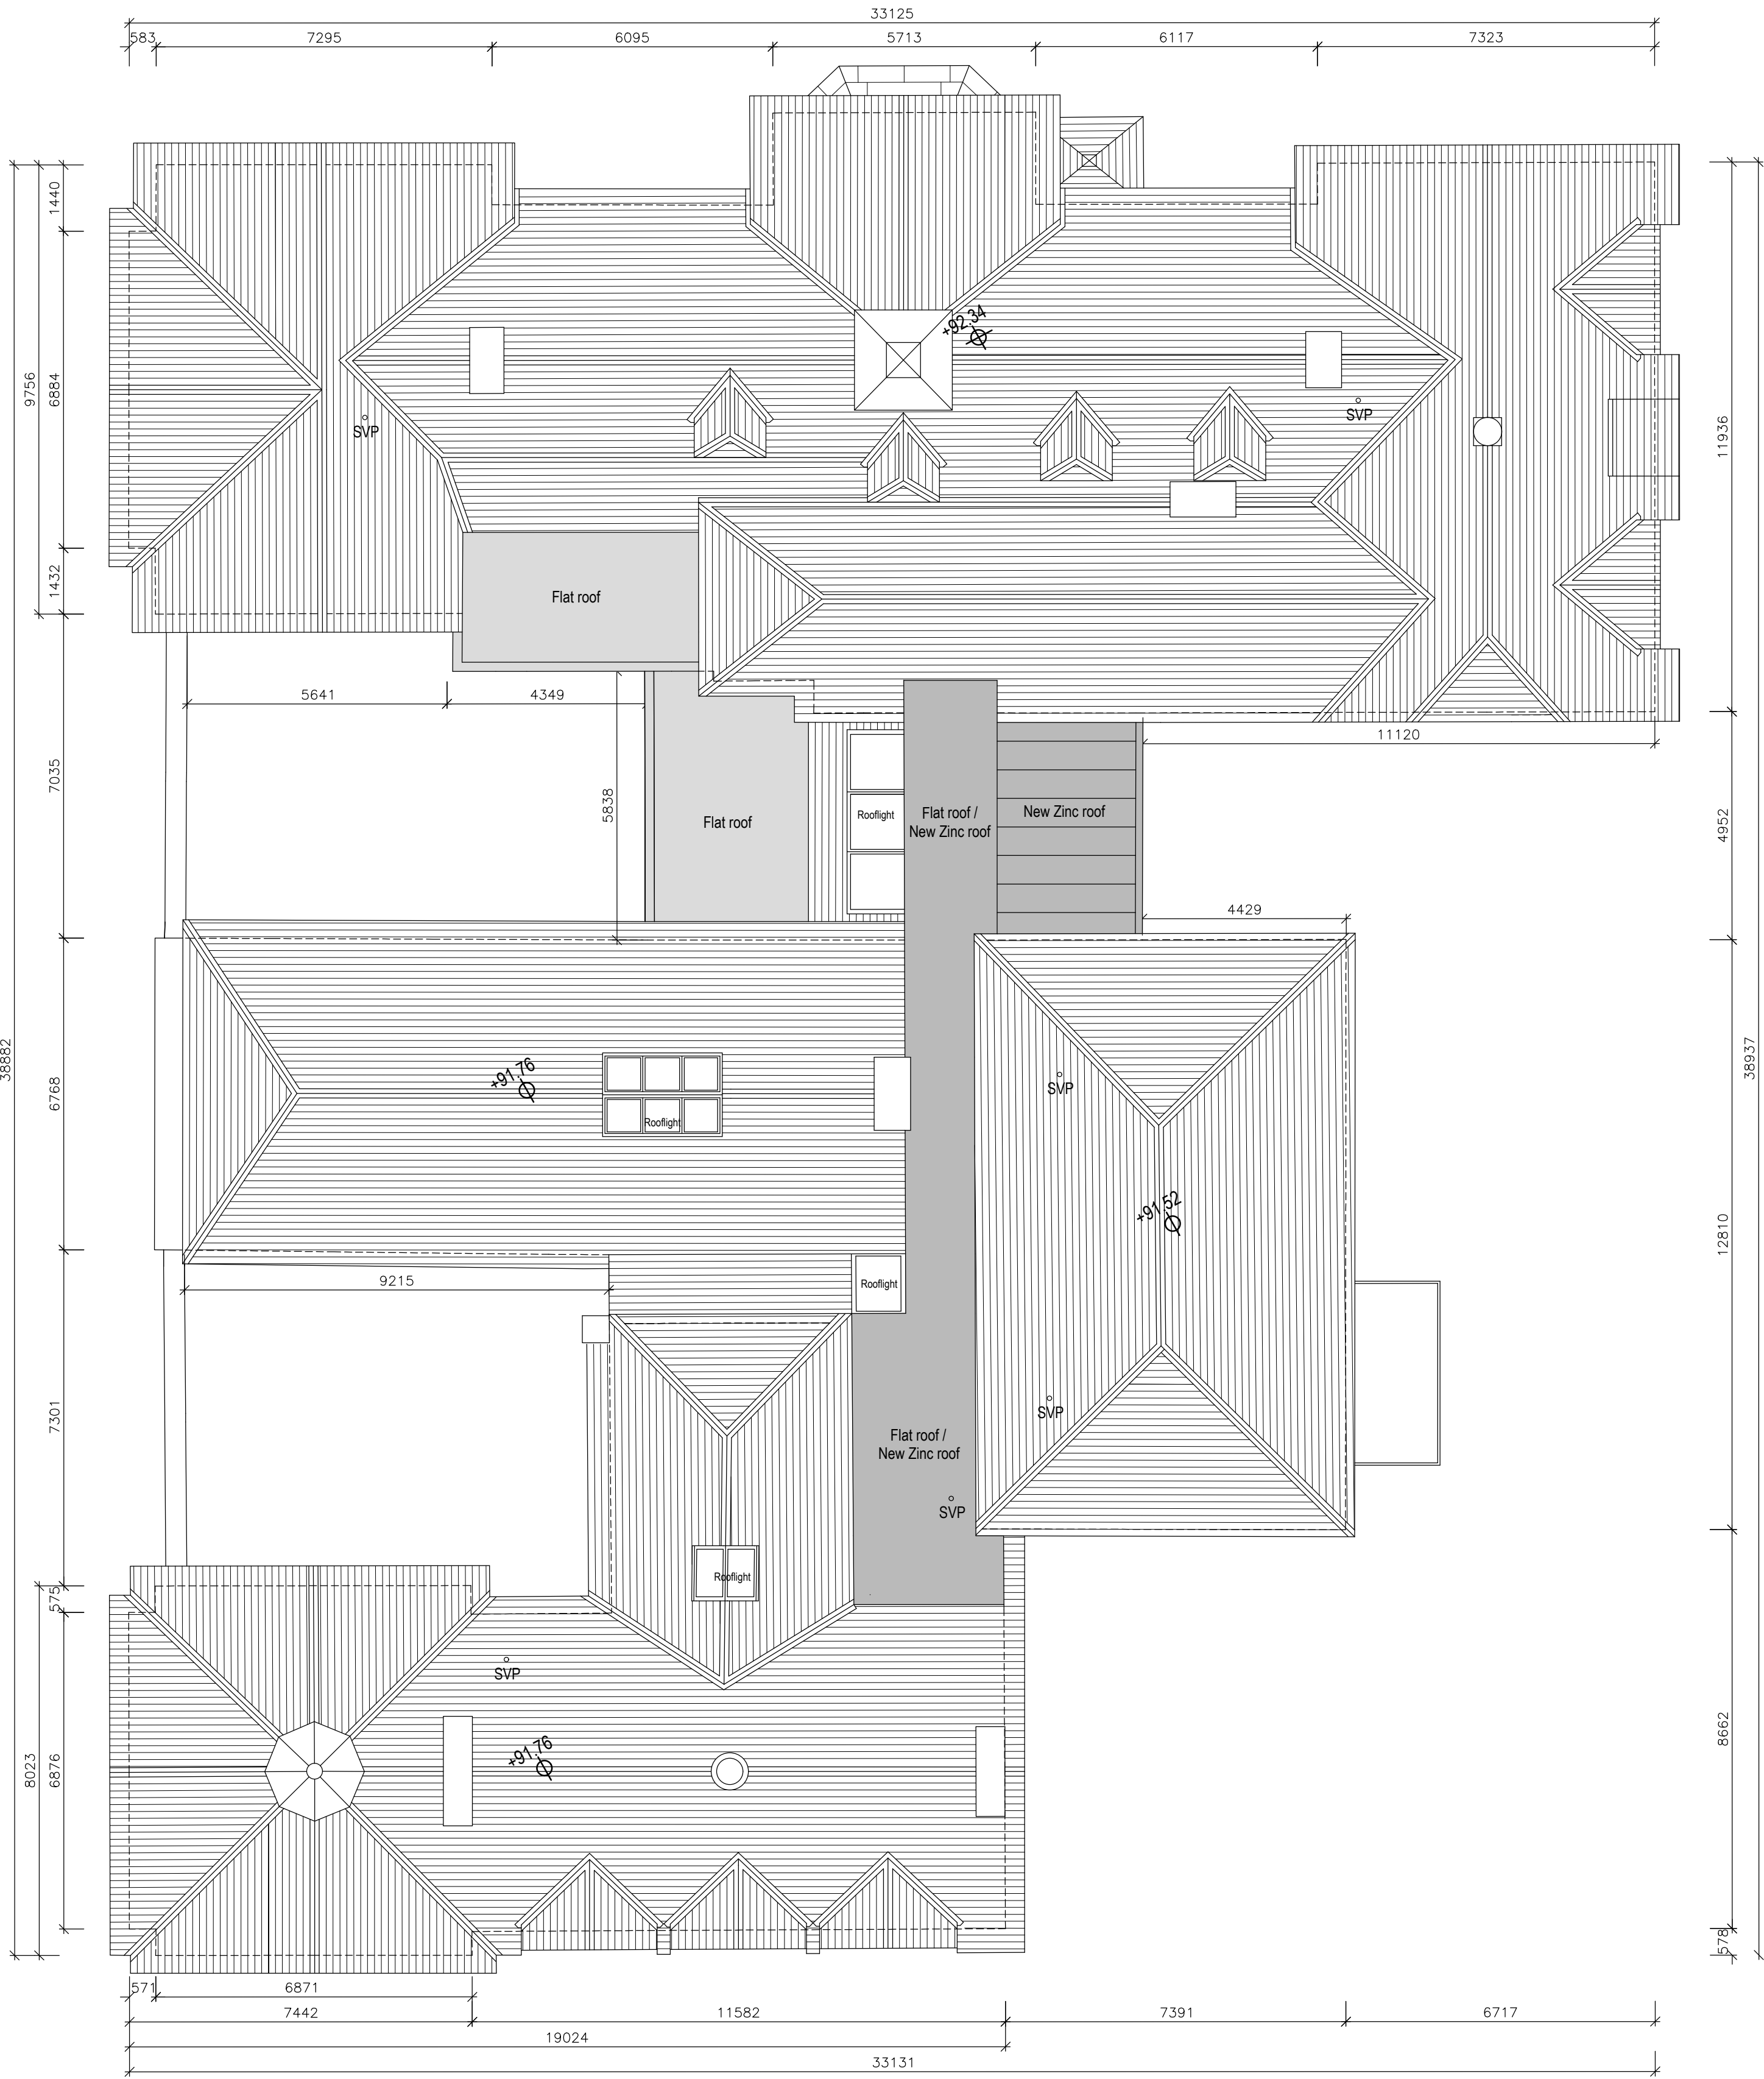 33125
583
7295
6095
5713
6117
7323
1440
9756
6884
1432
+92.34
SVP
SVP
11936
Flat roof
5641
4349
11120
7035
5838
Flat roof
Rooflight
Flat roof /
New Zinc roof
New Zinc roof
4952
4429
38882
38937
6768
+91.76
Rooflight
SVP
+91.52
12810
9215
Rooflight
7301
SVP
Flat roof /
New Zinc roof
SVP
Rooflight
575
SVP
+91.76
8023
6876
8662
578
571
6871
7442
11582
7391
6717
19024
33131